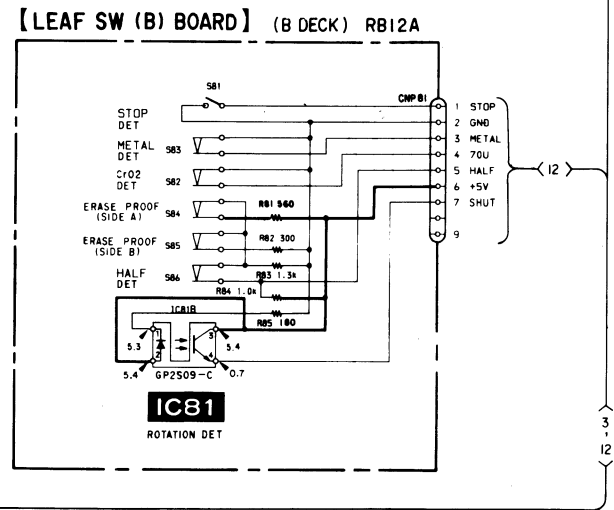 【LEAF SW (B) BOARD】 (B DECK) RB12A
S81
CNP81
STOP DET
1 STOP
2 GND
METAL DET S83
3 METAL
4 70U
CrO2 DET S82
5 HALF
12
6 +5V
ERASE PROOF (SIDE A) S84
R81 560
7 SHUT
ERASE PROOF (SIDE B) S85
R82 300
9
HALF DET S86
R83 1.3k
R84 1.0k
IC81B
R85 180
1
3
5.3
5.4
2
4
5.4
GP2S09-C
0.7
IC81
ROTATION DET
3
,
12